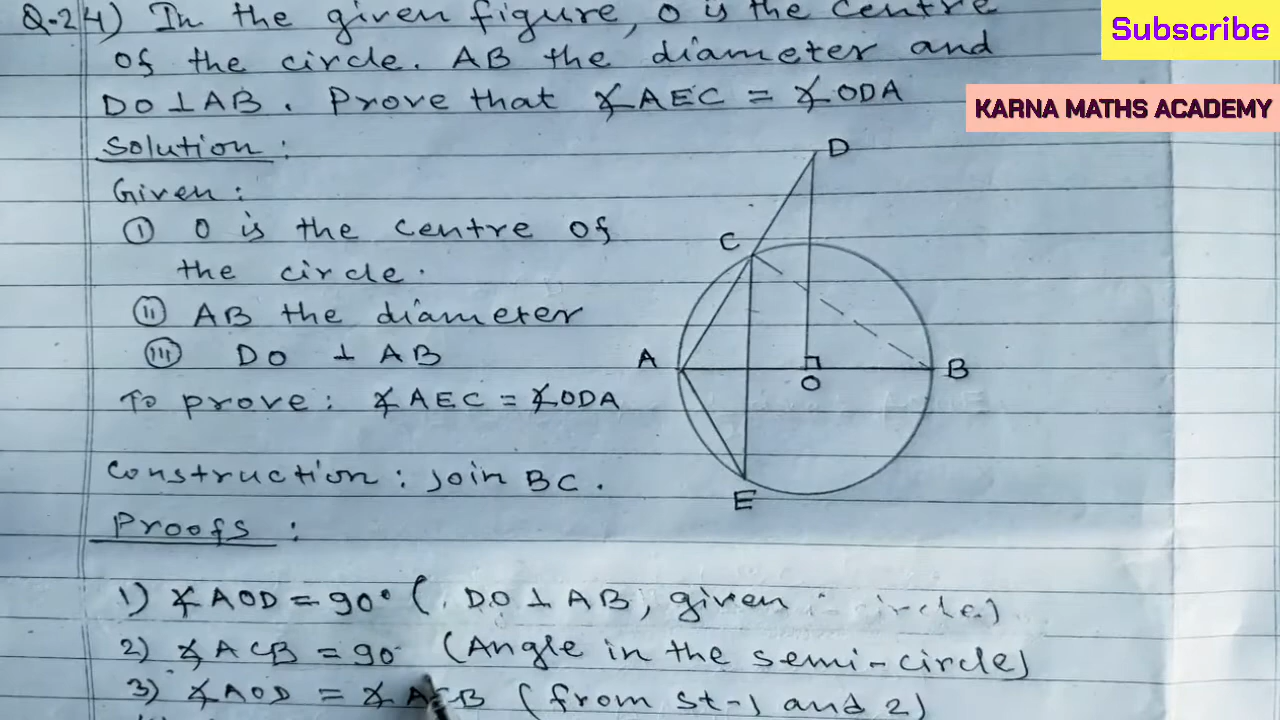 Q.24) In the given figure, O is the centre
of the circle. AB the diameter and
DO ⊥ AB. Prove that ∡AEC = ∡ODA
Subscribe
KARNA MATHS ACADEMY
Solution:
Given:
(i) O is the centre of
the circle.
(ii) AB the diameter
(iii) DO ⊥ AB
To prove: ∡AEC = ∡ODA
Construction: Join BC.
Proofs:
D
C
A
O
B
E
1) ∡AOD = 90° (. DO ⊥ AB, given circle)
2) ∡ACB = 90° (Angle in the semi-circle)
3) ∡AOD = ∡ACB (from st-1 and 2)